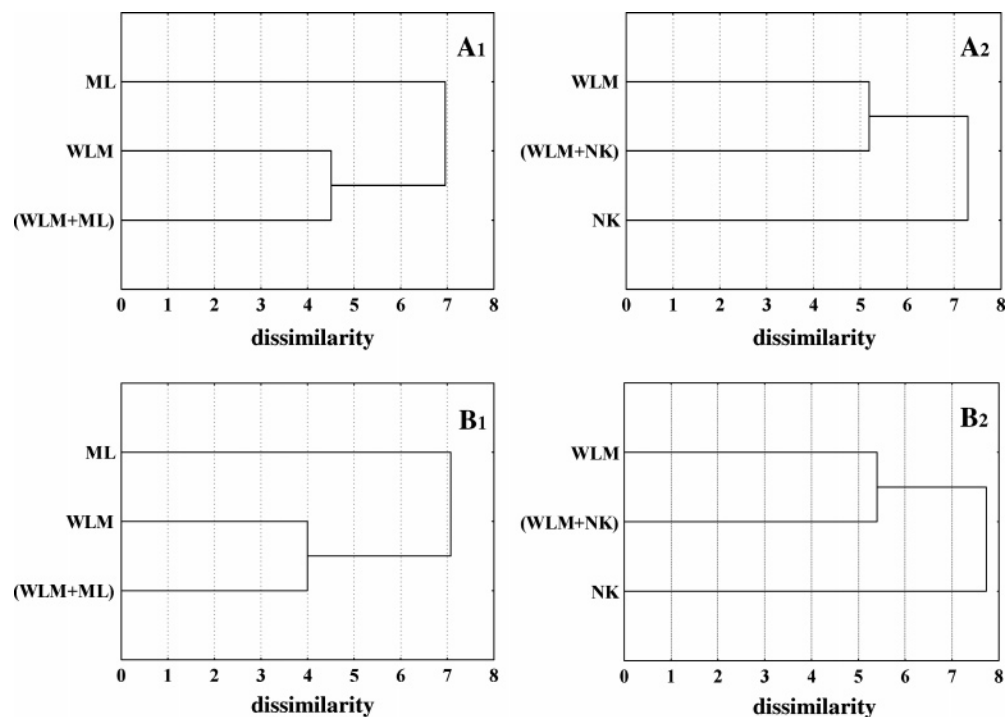 A1
ML
WLM
(WLM+ML)
0 1 2 3 4 5 6 7 8
dissimilarity
A2
WLM
(WLM+NK)
NK
0 1 2 3 4 5 6 7 8
dissimilarity
B1
ML
WLM
(WLM+ML)
0 1 2 3 4 5 6 7 8
dissimilarity
B2
WLM
(WLM+NK)
NK
0 1 2 3 4 5 6 7 8
dissimilarity